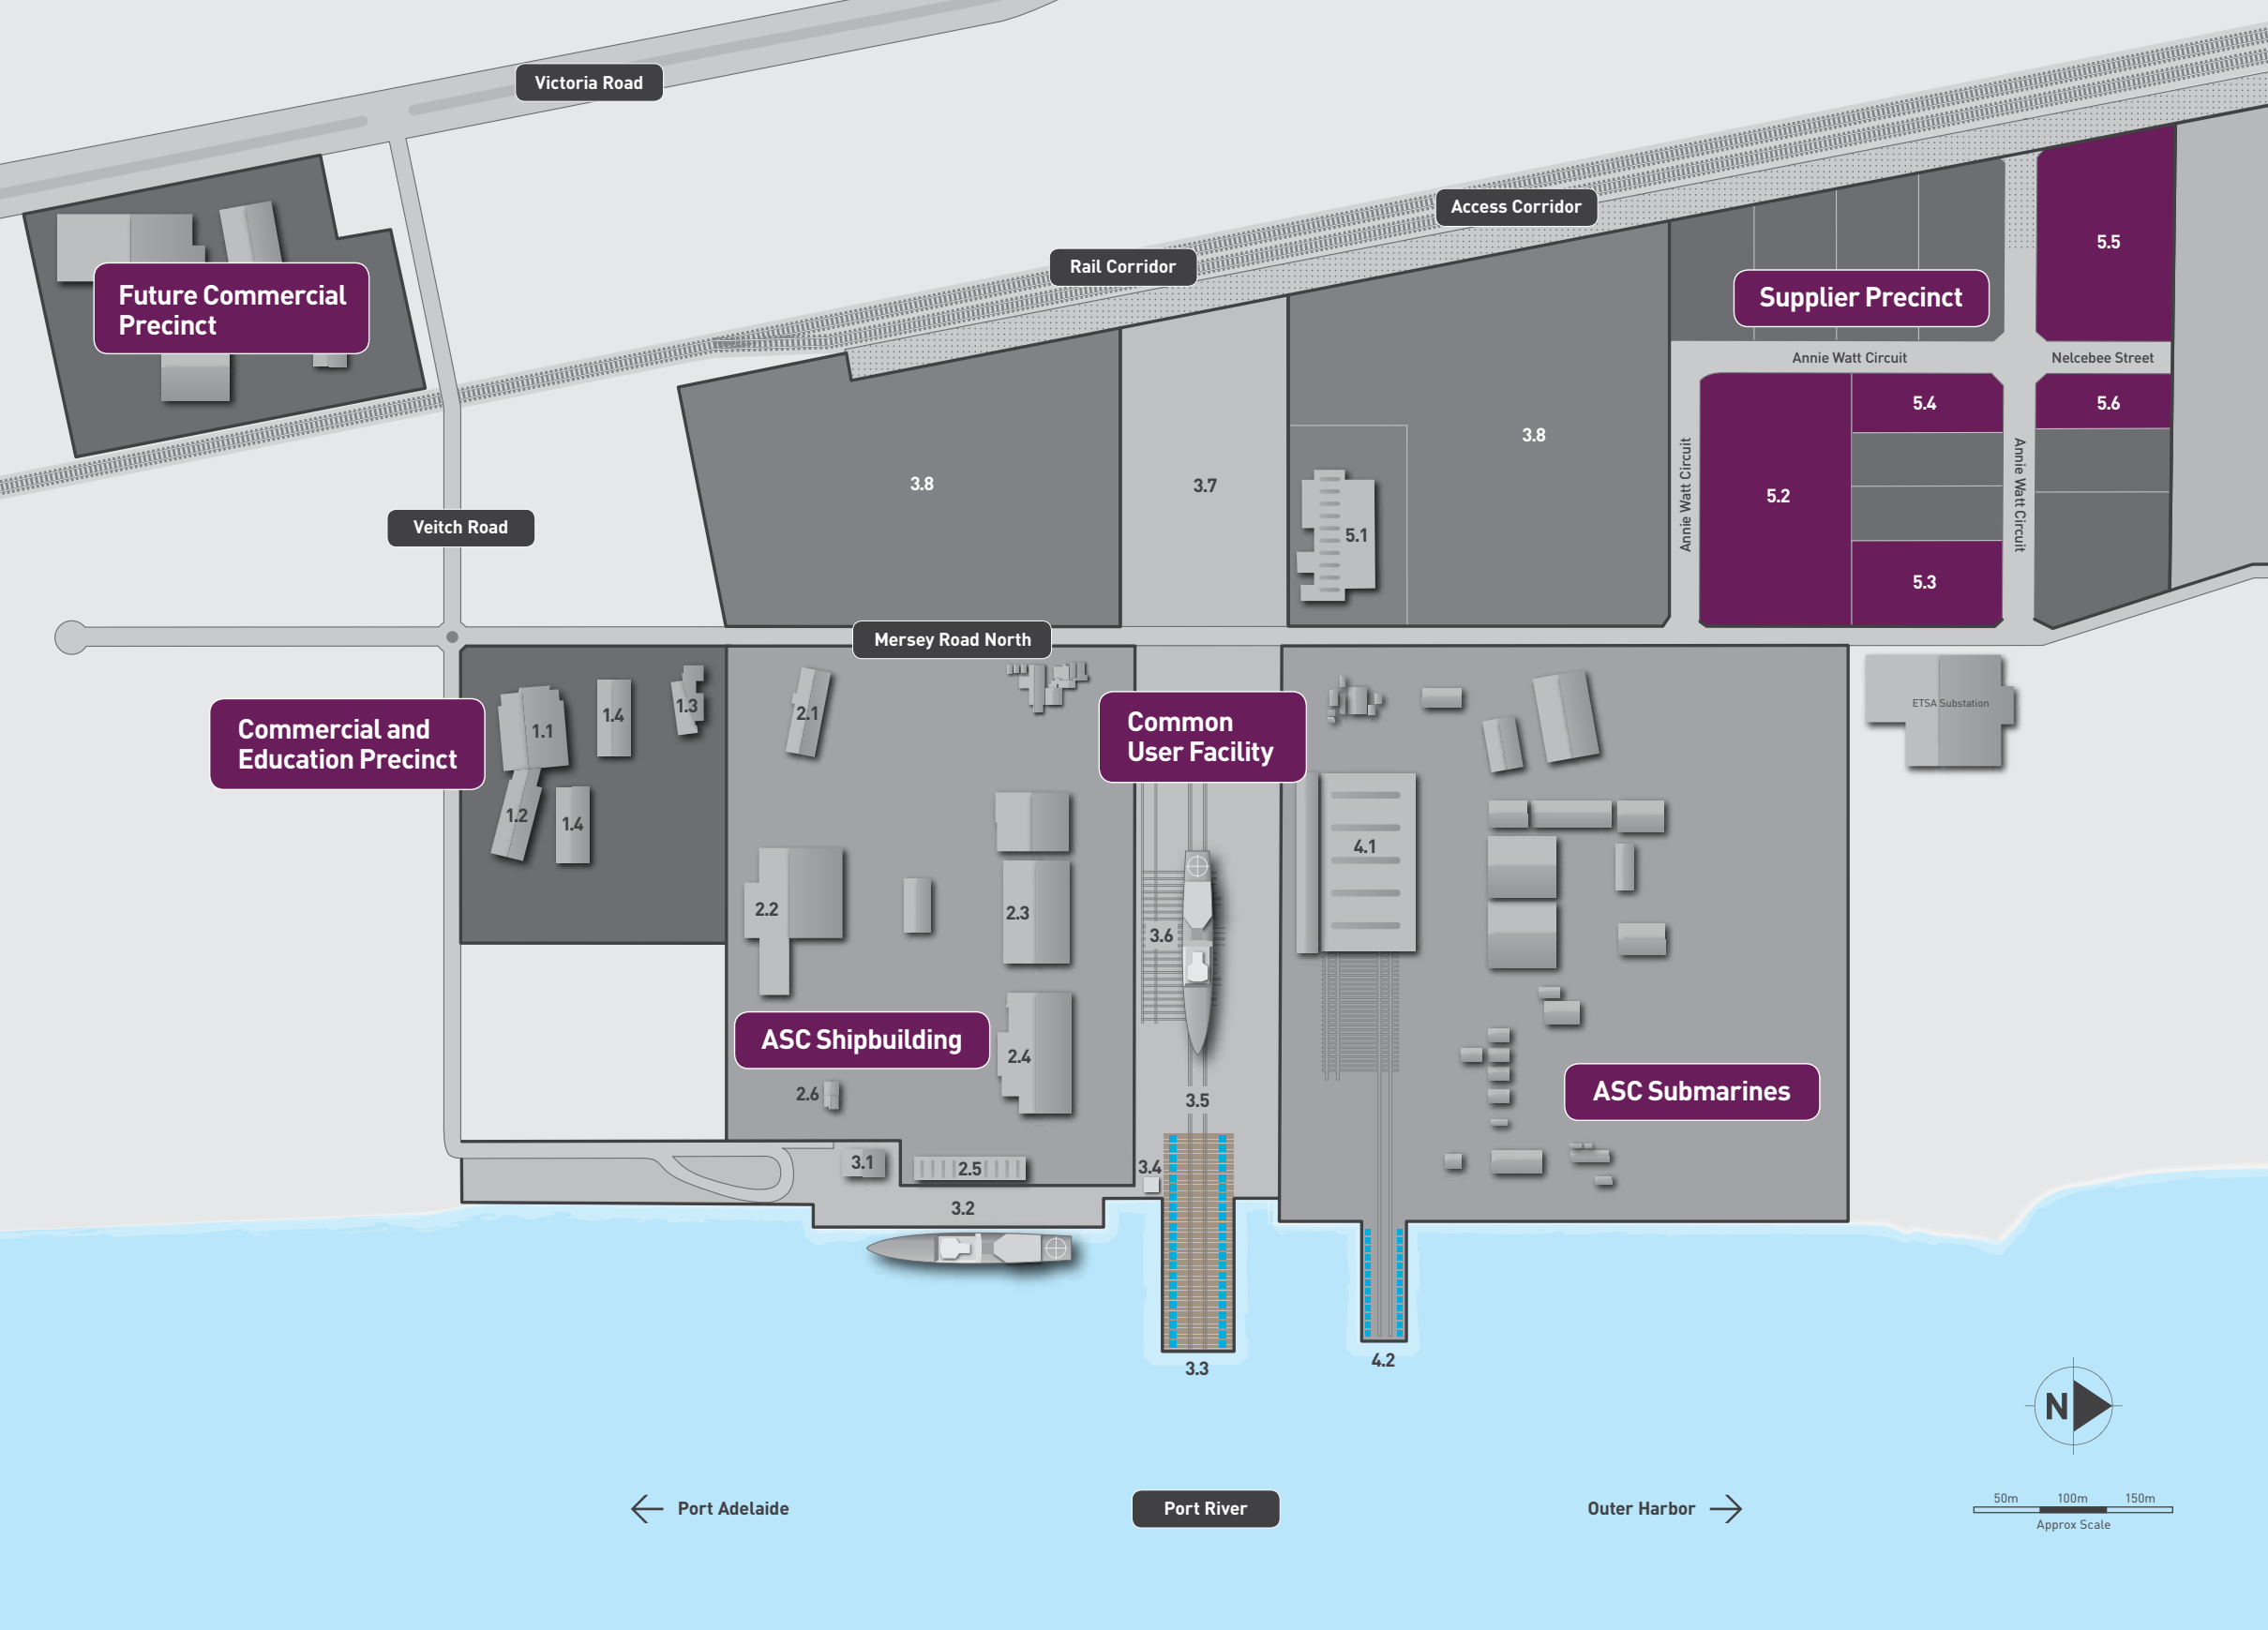 Victoria Road
Access Corridor
Rail Corridor
5.5
Future Commercial
Precinct
Supplier Precinct
Annie Watt Circuit
Nelcebee Street
5.4
5.6
3.8
3.8
3.7
5.1
Annie Watt Circuit
5.2
Annie Watt Circuit
5.3
Veitch Road
Mersey Road North
Commercial and
Education Precinct
1.1
1.4
1.3
1.2
1.4
2.1
Common
User Facility
ETSA Substation
4.1
2.2
2.3
3.6
ASC Shipbuilding
2.4
2.6
3.5
ASC Submarines
3.1
2.5
3.4
3.2
3.3
4.2
N
Port Adelaide
Port River
Outer Harbor
50m
100m
150m
Approx Scale